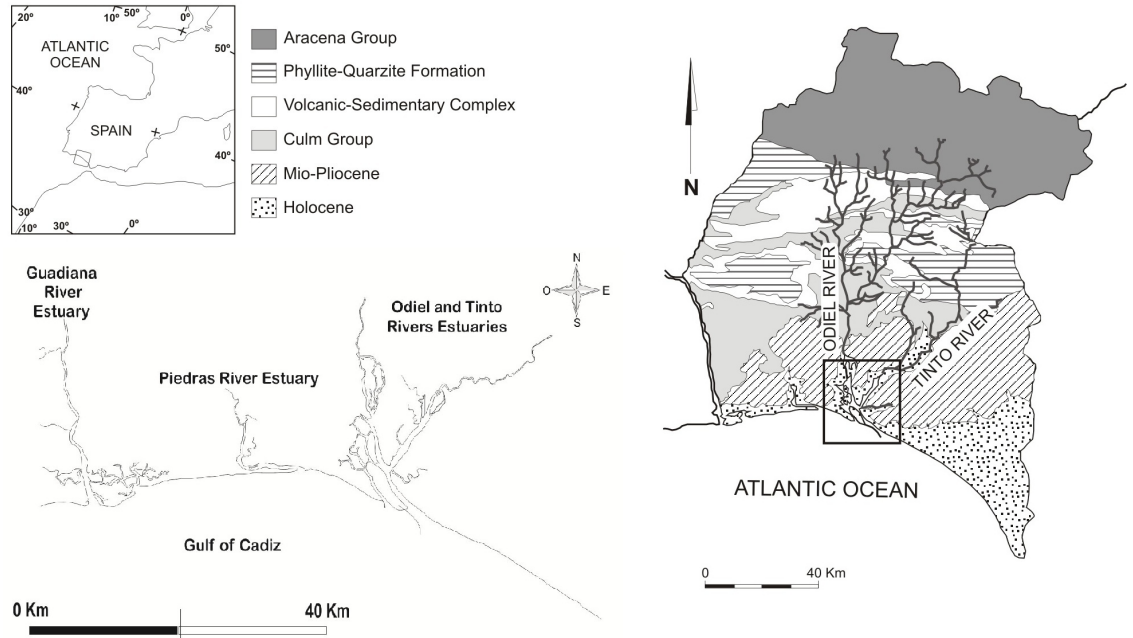 20°
10°
50°
0°
ATLANTIC
OCEAN
50°
40°
SPAIN
40°
30°
10°
30°
0°
Aracena Group
Phyllite-Quarzite Formation
Volcanic-Sedimentary Complex
Culm Group
Mio-Pliocene
Holocene
Guadiana
River
Estuary
Piedras River Estuary
Odiel and Tinto
Rivers Estuaries
N
O
E
S
Gulf of Cadiz
0 Km
40 Km
N
ODIEL RIVER
TINTO RIVER
ATLANTIC OCEAN
0
40 Km